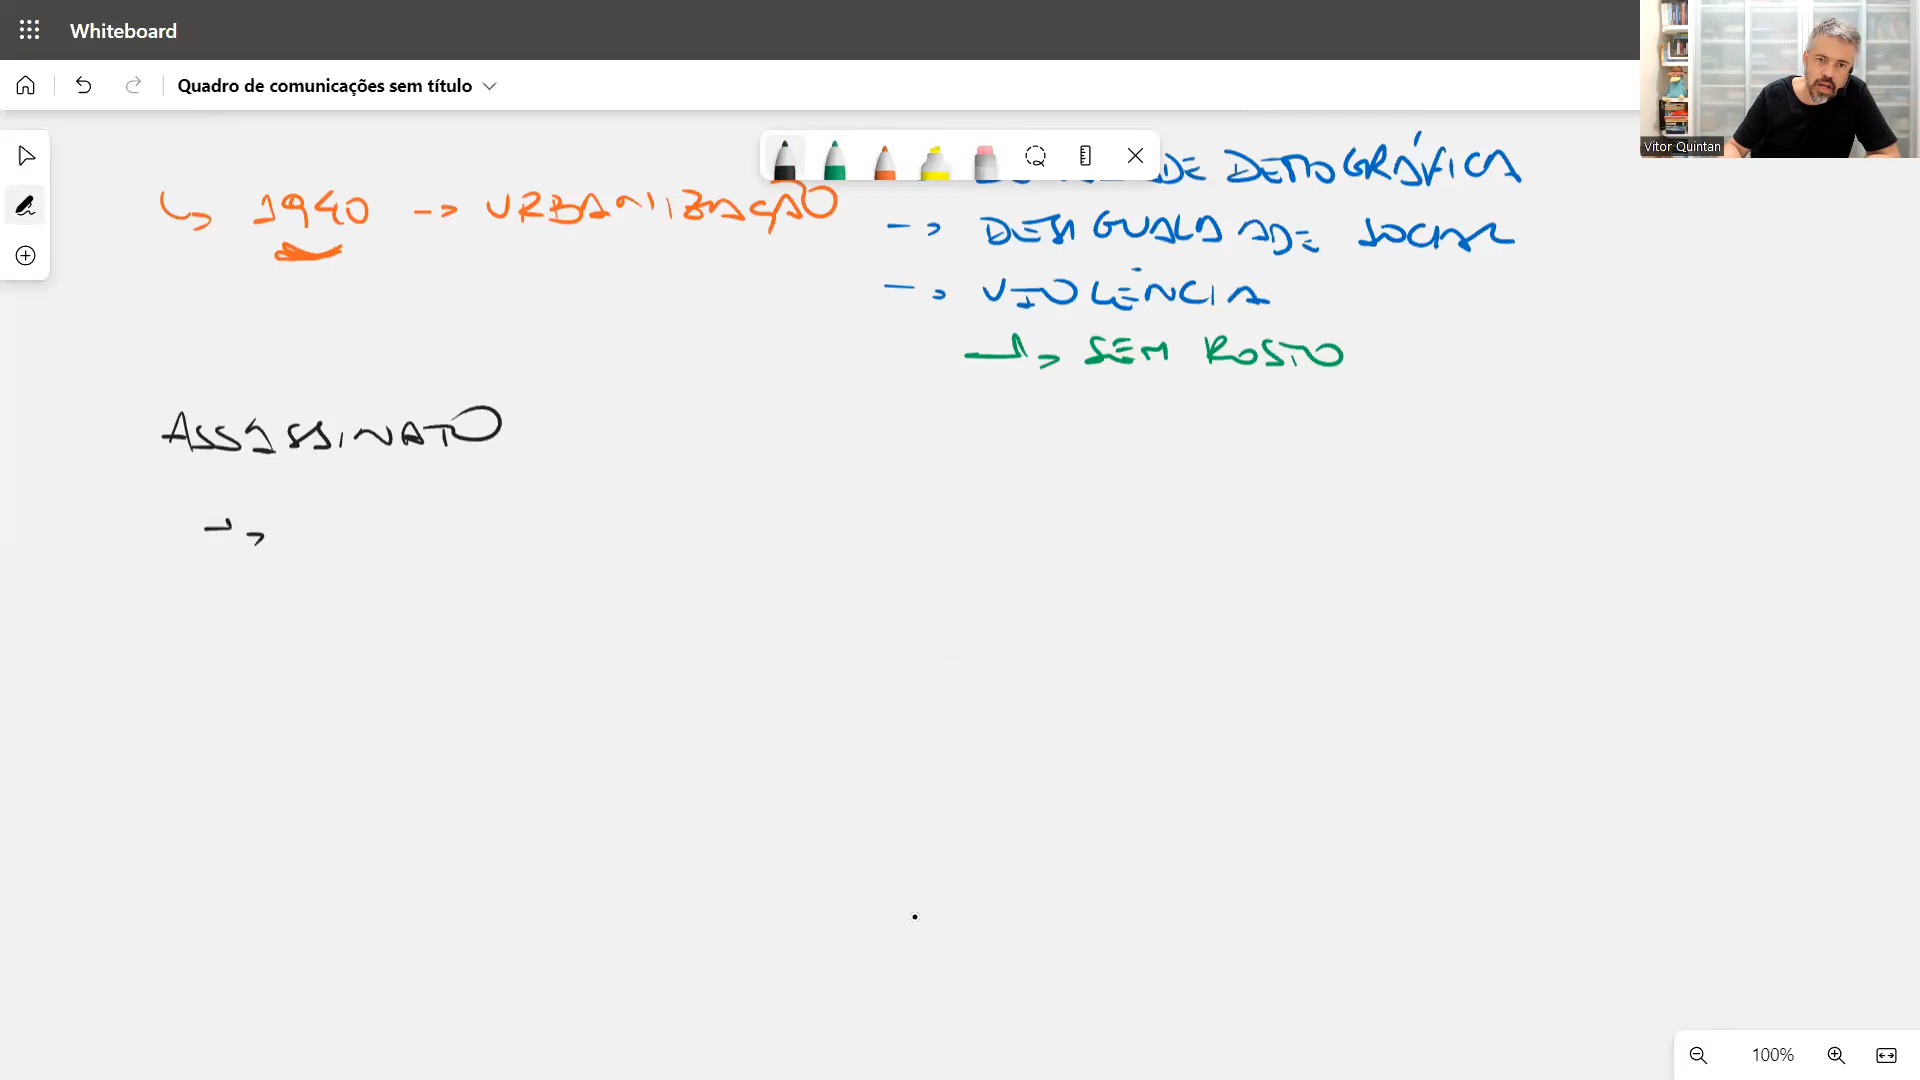 Whiteboard
Quadro de comunicações sem título
Vitor Quintan
DEMOGRÁFICA
↳ 1940 -> URBANIZAÇÃO
-> DESIGUALDADE SOCIAL
-> VIOLÊNCIA
-> SEM ROSTO
ASSASSINATO
->
100%